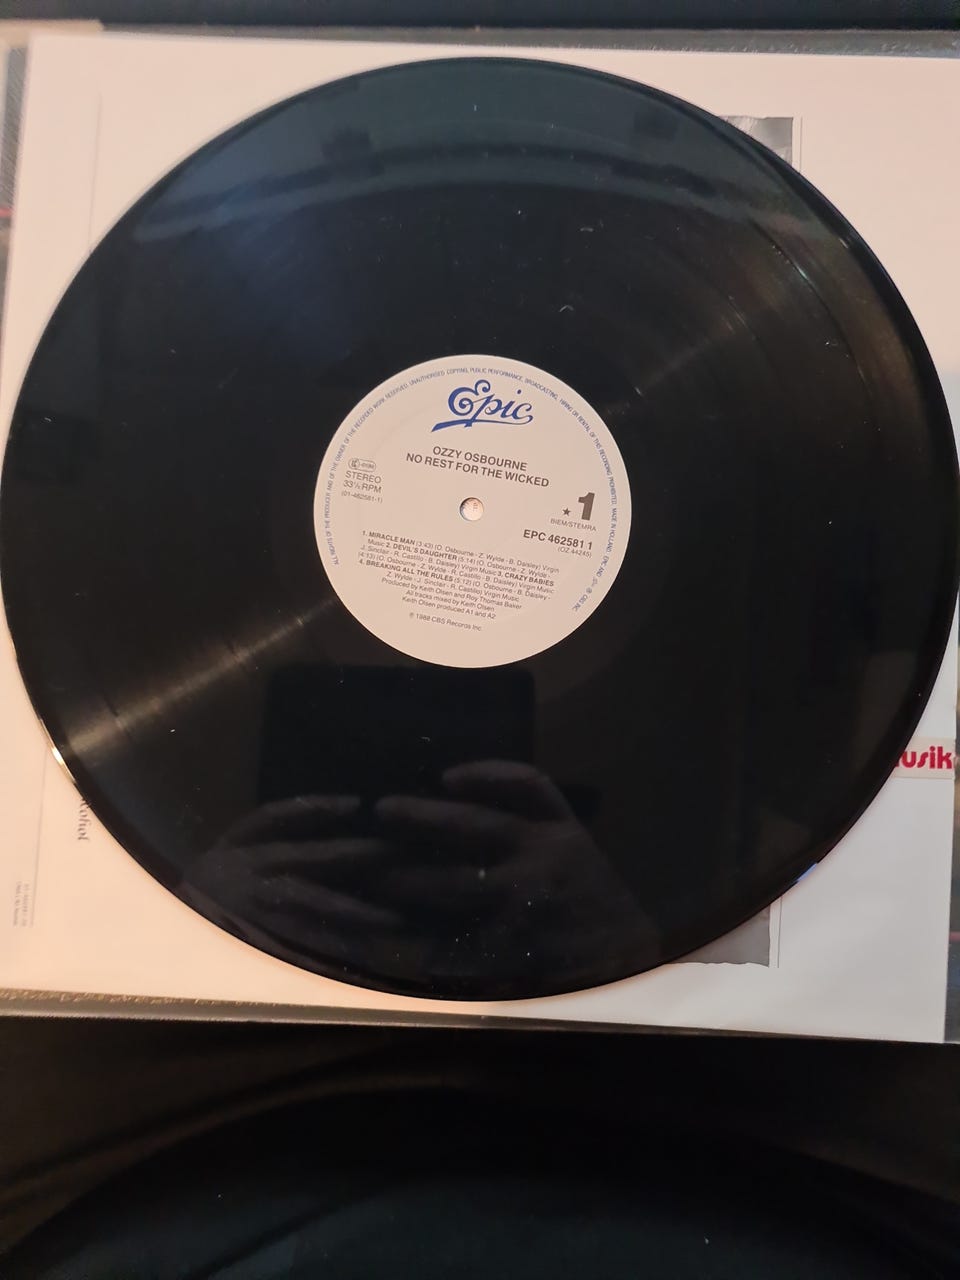 ALL RIGHTS OF THE PRODUCER AND OF THE OWNER OF THE RECORDED WORK RESERVED. UNAUTHORISED COPYING, PUBLIC PERFORMANCE, BROADCASTING, HIRING OR RENTAL OF THIS RECORDING PROHIBITED. MADE IN HOLLAND. EPIC, INC. ℗ CBS INC.
Epic
OZZY OSBOURNE
NO REST FOR THE WICKED
STEREO
33⅓ RPM
(01-462581-1)
1
BIEM/STEMRA
EPC 462581 1
(OZ 44245)
1. MIRACLE MAN (3:43) (O. Osbourne - Z. Wylde - B. Daisley) Virgin
Music 2. DEVIL'S DAUGHTER (5:14) (O. Osbourne - Z. Wylde -
J. Sinclair - R. Castillo - B. Daisley) Virgin Music 3. CRAZY BABIES
(4:13) (O. Osbourne - Z. Wylde - R. Castillo - B. Daisley) Virgin Music
4. BREAKING ALL THE RULES (5:12) (O. Osbourne - B. Daisley -
Z. Wylde - J. Sinclair - R. Castillo) Virgin Music
Produced by Keith Olsen and Roy Thomas Baker
All tracks mixed by Keith Olsen
Keith Olsen produced A1 and A2
℗ 1988 CBS Records Inc.
usik